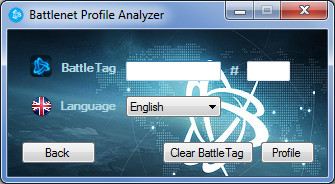 Battlenet Profile Analyzer
BattleTag #
Language English
Back Clear BattleTag Profile